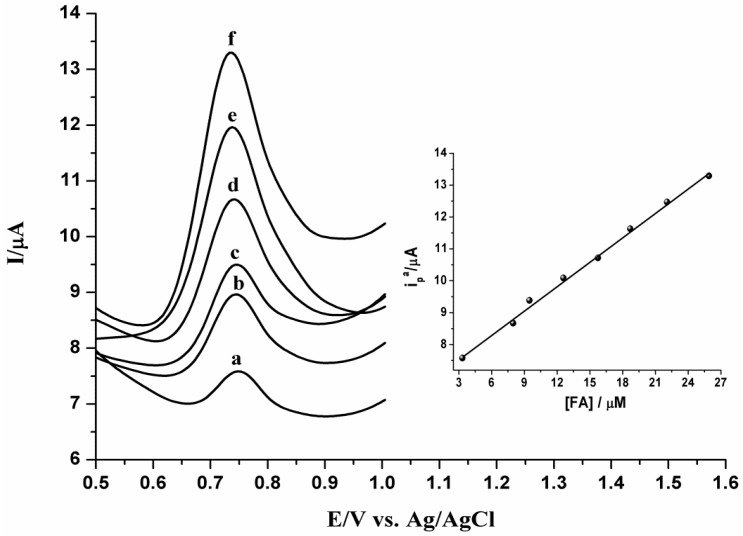 14
13
12
11
10
9
8
7
6
I/µA
f
e
d
c
b
a
0.5 0.6 0.7 0.8 0.9 1.0 1.1 1.2 1.3 1.4 1.5 1.6
E/V vs. Ag/AgCl
14
13
12
11
10
9
8
ipa/µA
3 6 9 12 15 18 21 24 27
[FA] / µM